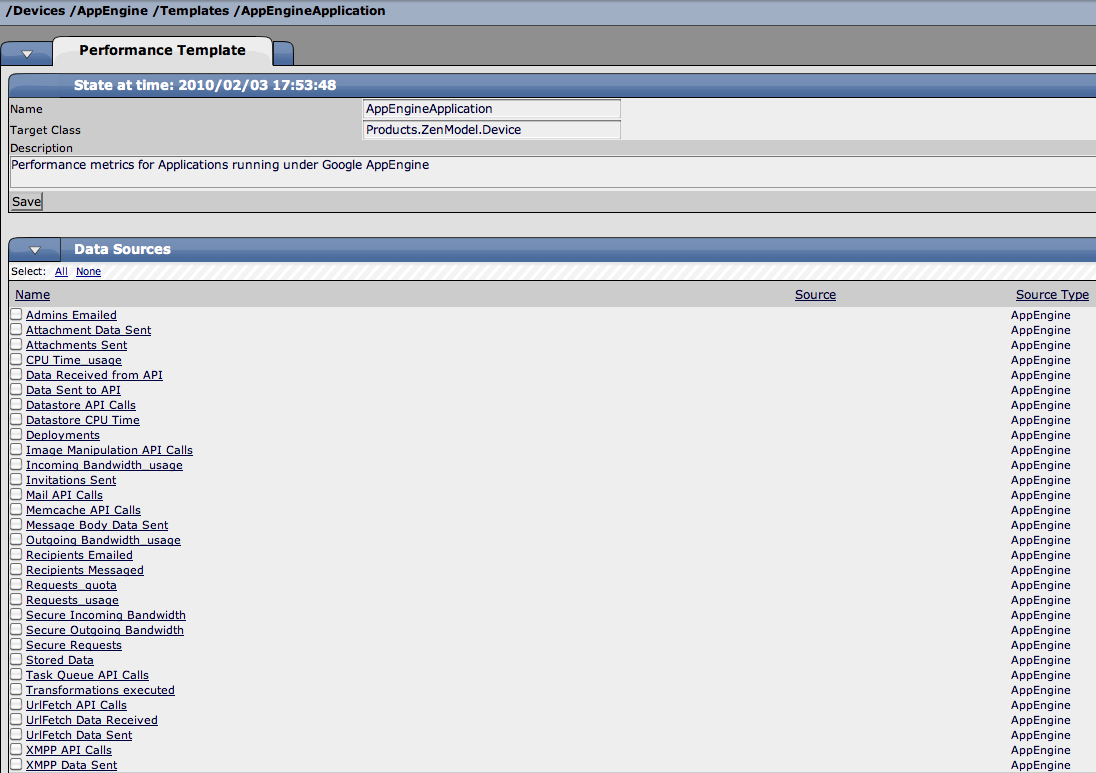 /Devices /AppEngine /Templates /AppEngineApplication
Performance Template
State at time: 2010/02/03 17:53:48
Name AppEngineApplication
Target Class Products.ZenModel.Device
Description
Performance metrics for Applications running under Google AppEngine
Save
Data Sources
Select: All None
Name Source Source Type
Admins Emailed AppEngine
Attachment Data Sent AppEngine
Attachments Sent AppEngine
CPU Time_usage AppEngine
Data Received from API AppEngine
Data Sent to API AppEngine
Datastore API Calls AppEngine
Datastore CPU Time AppEngine
Deployments AppEngine
Image Manipulation API Calls AppEngine
Incoming Bandwidth_usage AppEngine
Invitations Sent AppEngine
Mail API Calls AppEngine
Memcache API Calls AppEngine
Message Body Data Sent AppEngine
Outgoing Bandwidth_usage AppEngine
Recipients Emailed AppEngine
Recipients Messaged AppEngine
Requests_quota AppEngine
Requests_usage AppEngine
Secure Incoming Bandwidth AppEngine
Secure Outgoing Bandwidth AppEngine
Secure Requests AppEngine
Stored Data AppEngine
Task Queue API Calls AppEngine
Transformations executed AppEngine
UrlFetch API Calls AppEngine
UrlFetch Data Received AppEngine
UrlFetch Data Sent AppEngine
XMPP API Calls AppEngine
XMPP Data Sent AppEngine